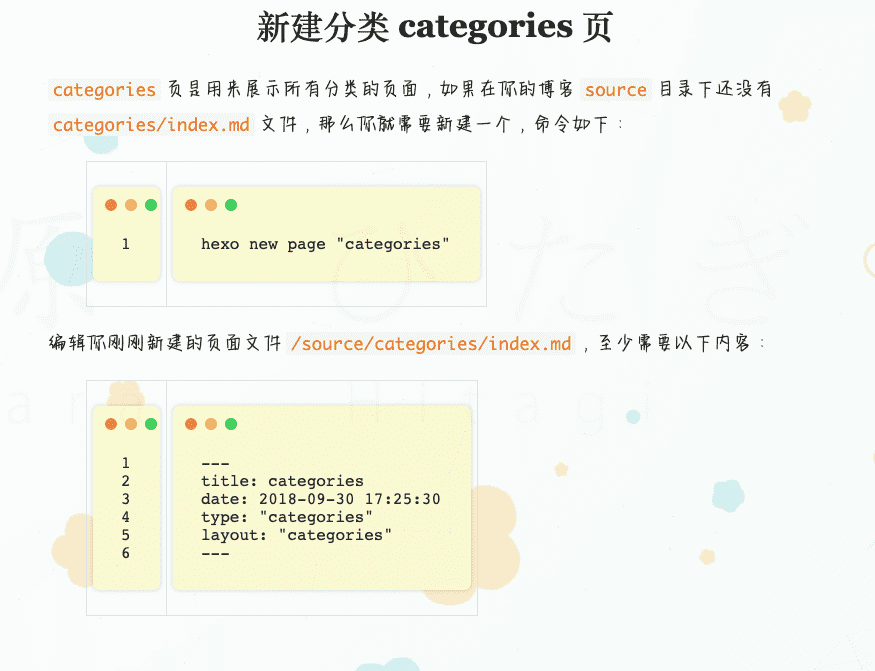 新建分类 categories 页
categories 页是用来展示所有分类的页面，如果在你的博客 source 目录下还没有
categories/index.md 文件，那么你就需要新建一个，命令如下：
1 hexo new page "categories"
编辑你刚刚新建的页面文件 /source/categories/index.md ，至少需要以下内容：
1 ---
2 title: categories
3 date: 2018-09-30 17:25:30
4 type: "categories"
5 layout: "categories"
6 ---
原 ひたぎ
Hitagi